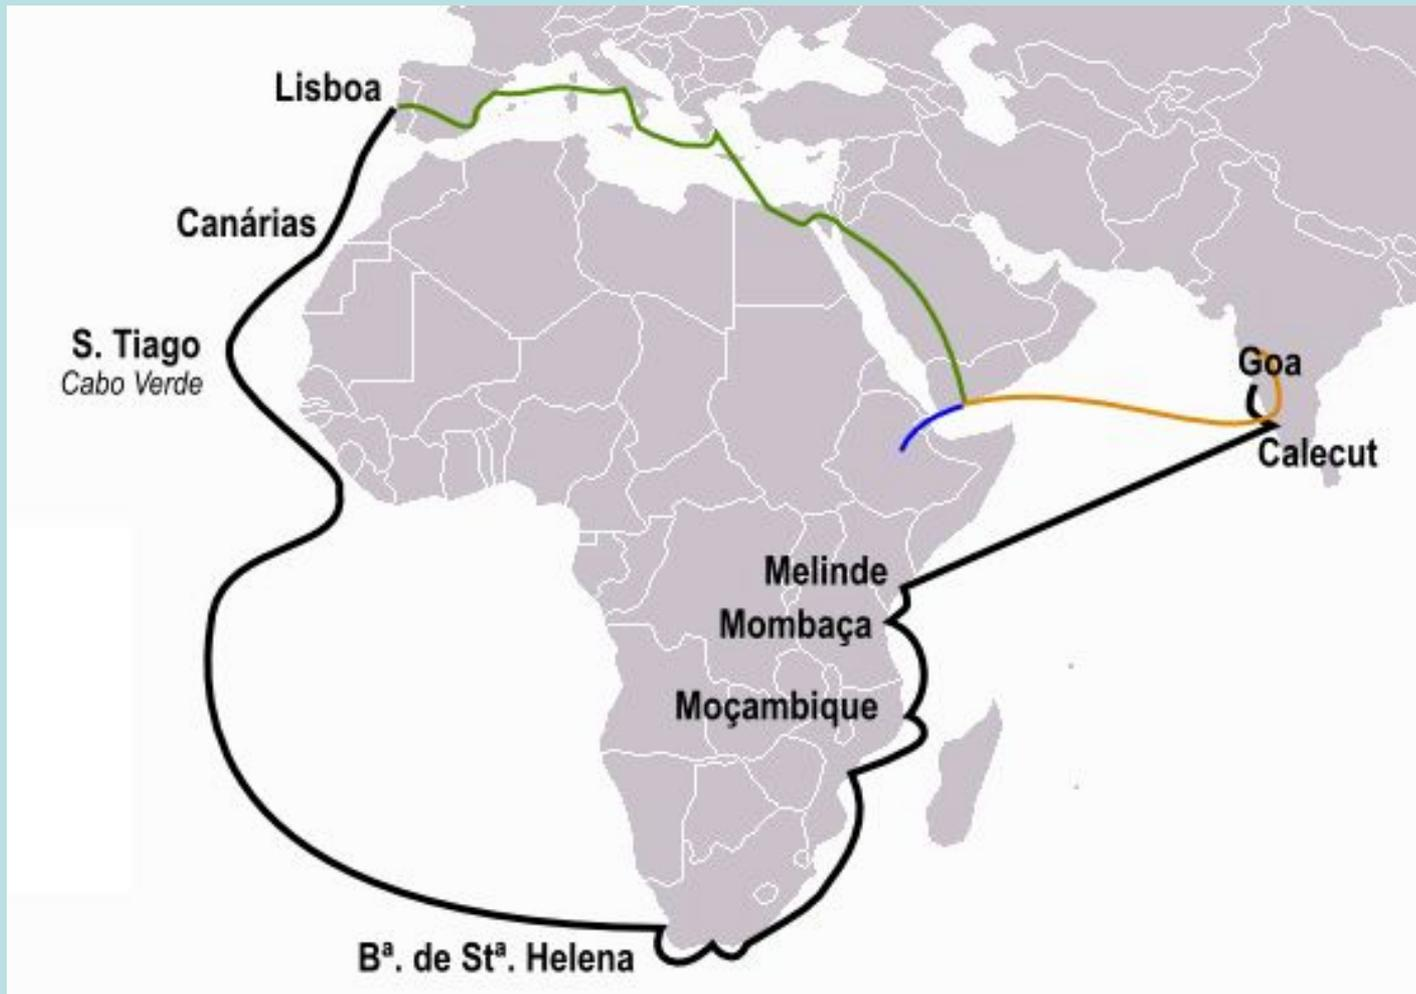 Lisboa
Canárias
S. Tiago
Cabo Verde
Goa
Calecut
Melinde
Mombaça
Moçambique
Bª. de Stª. Helena